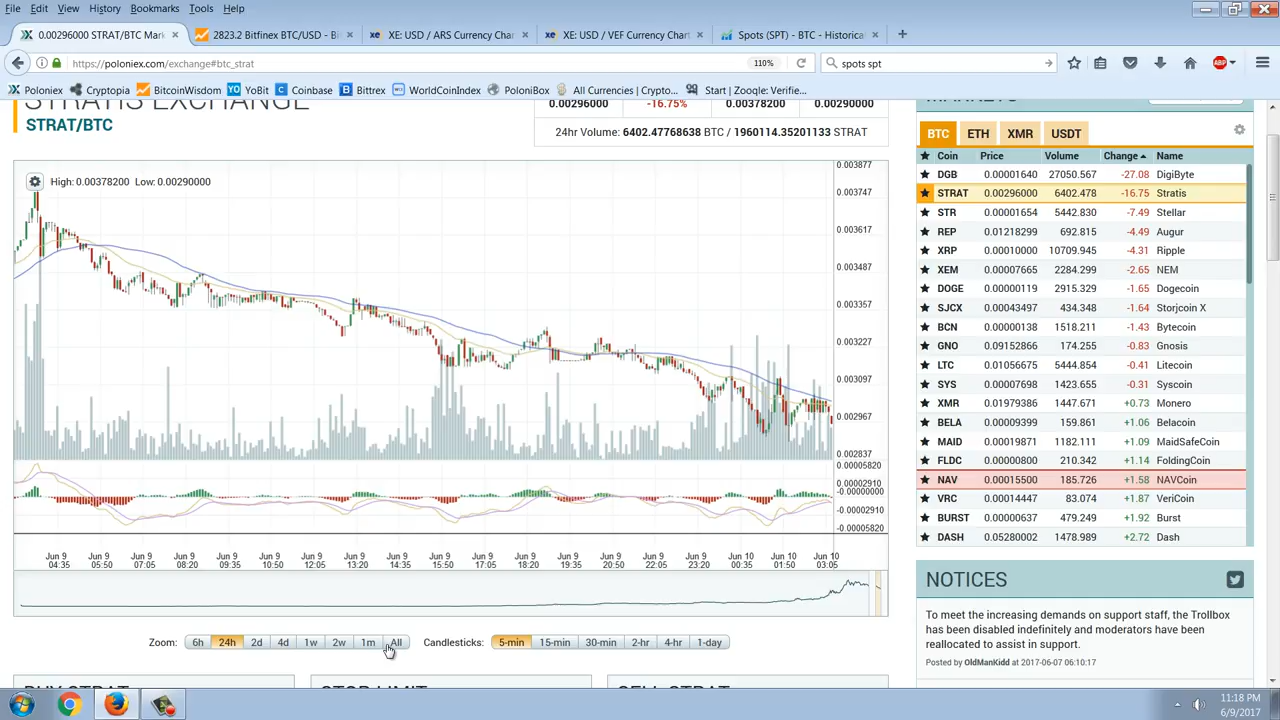 File Edit View History Bookmarks Tools Help
0.00296000 STRAT/BTC Mark × 2823.2 Bitfinex BTC/USD - Bi × XE: USD / ARS Currency Chart × XE: USD / VEF Currency Chart × Spots (SPT) - BTC - Historical ×
https://poloniex.com/exchange#btc_strat 110% spots spt
Poloniex Cryptopia BitcoinWisdom YoBit Coinbase Bittrex WorldCoinIndex PoloniBox All Currencies | Crypto... Start | Zooqle: Verifie...
STRATIS EXCHANGE
STRAT/BTC
0.00296000 -16.75% 0.00378200 0.00290000
24hr Volume: 6402.47768638 BTC / 1960114.35201133 STRAT
High: 0.00378200 Low: 0.00290000
0.003877
0.003747
0.003617
0.003487
0.003357
0.003227
0.003097
0.002967
0.002837
0.00005820
0.00002910
-0.00000000
-0.00002910
-0.00005820
Jun 9 Jun 9 Jun 9 Jun 9 Jun 9 Jun 9 Jun 9 Jun 9 Jun 9 Jun 9 Jun 9 Jun 9 Jun 9 Jun 9 Jun 9 Jun 10 Jun 10 Jun 10
04:35 05:50 07:05 08:20 09:35 10:50 12:05 13:20 14:35 15:50 17:05 18:20 19:35 20:50 22:05 23:20 00:35 01:50 03:05
Zoom: 6h 24h 2d 4d 1w 2w 1m All Candlesticks: 5-min 15-min 30-min 2-hr 4-hr 1-day
BUY STRAT STOP-LIMIT SELL STRAT
MARKETS
BTC ETH XMR USDT
Coin Price Volume Change Name
DGB 0.00001640 27050.567 -27.08 DigiByte
STRAT 0.00296000 6402.478 -16.75 Stratis
STR 0.00001654 5442.830 -7.49 Stellar
REP 0.01218299 692.815 -4.49 Augur
XRP 0.00010000 10709.945 -4.31 Ripple
XEM 0.00007665 2284.299 -2.65 NEM
DOGE 0.00000119 2915.329 -1.65 Dogecoin
SJCX 0.00043497 434.348 -1.64 Storjcoin X
BCN 0.00000138 1518.211 -1.43 Bytecoin
GNO 0.09152866 174.255 -0.83 Gnosis
LTC 0.01056675 5444.854 -0.41 Litecoin
SYS 0.00007698 1423.655 -0.31 Syscoin
XMR 0.01979386 1447.671 +0.73 Monero
BELA 0.00009399 159.861 +1.06 Belacoin
MAID 0.00019871 1182.111 +1.09 MaidSafeCoin
FLDC 0.00000800 210.342 +1.14 FoldingCoin
NAV 0.00015500 185.726 +1.58 NAVCoin
VRC 0.00014447 83.074 +1.87 VeriCoin
BURST 0.00000637 479.249 +1.92 Burst
DASH 0.05280002 1478.989 +2.72 Dash
NOTICES
To meet the increasing demands on support staff, the Trollbox
has been disabled indefinitely and moderators have been
reallocated to assist in support.
Posted by OldManKidd at 2017-06-07 06:10:17
11:18 PM
6/9/2017